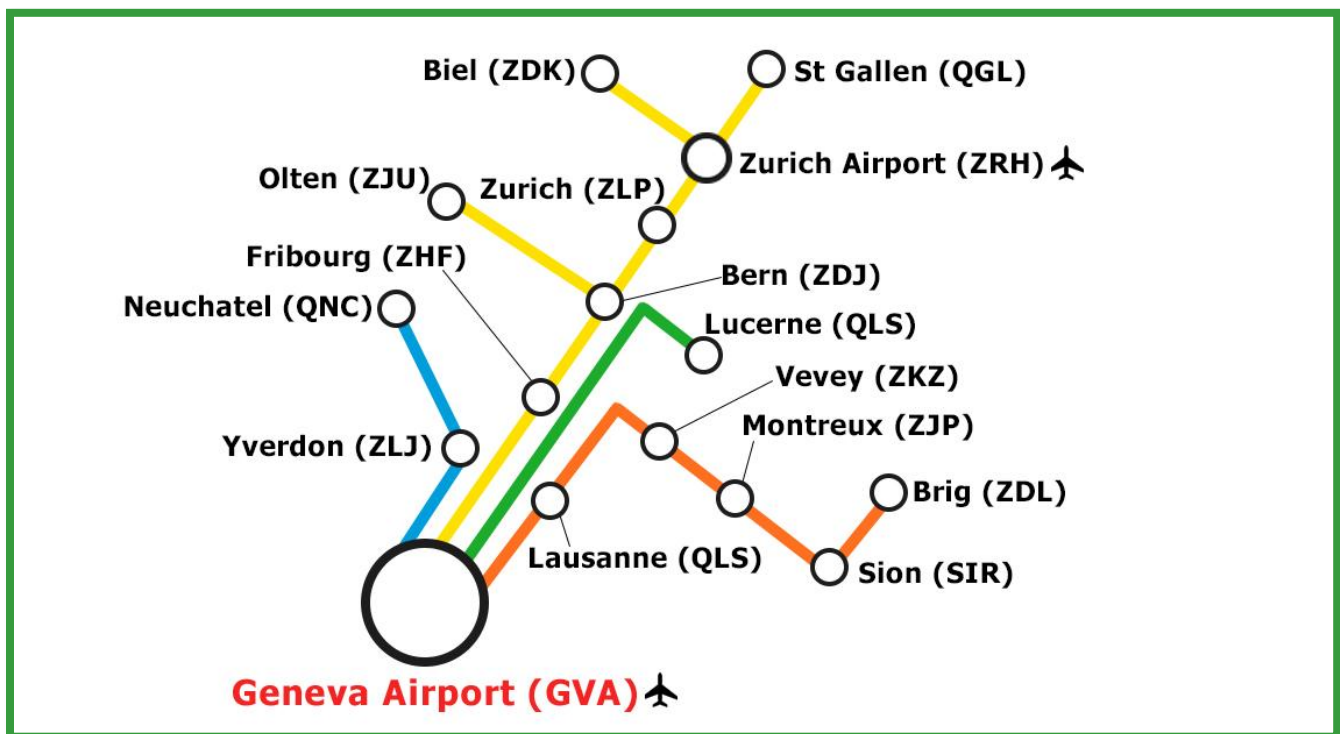 Biel (ZDK)
St Gallen (QGL)
Zurich Airport (ZRH)
Olten (ZJU)
Zurich (ZLP)
Fribourg (ZHF)
Bern (ZDJ)
Neuchatel (QNC)
Lucerne (QLS)
Vevey (ZKZ)
Montreux (ZJP)
Yverdon (ZLJ)
Brig (ZDL)
Lausanne (QLS)
Sion (SIR)
Geneva Airport (GVA)